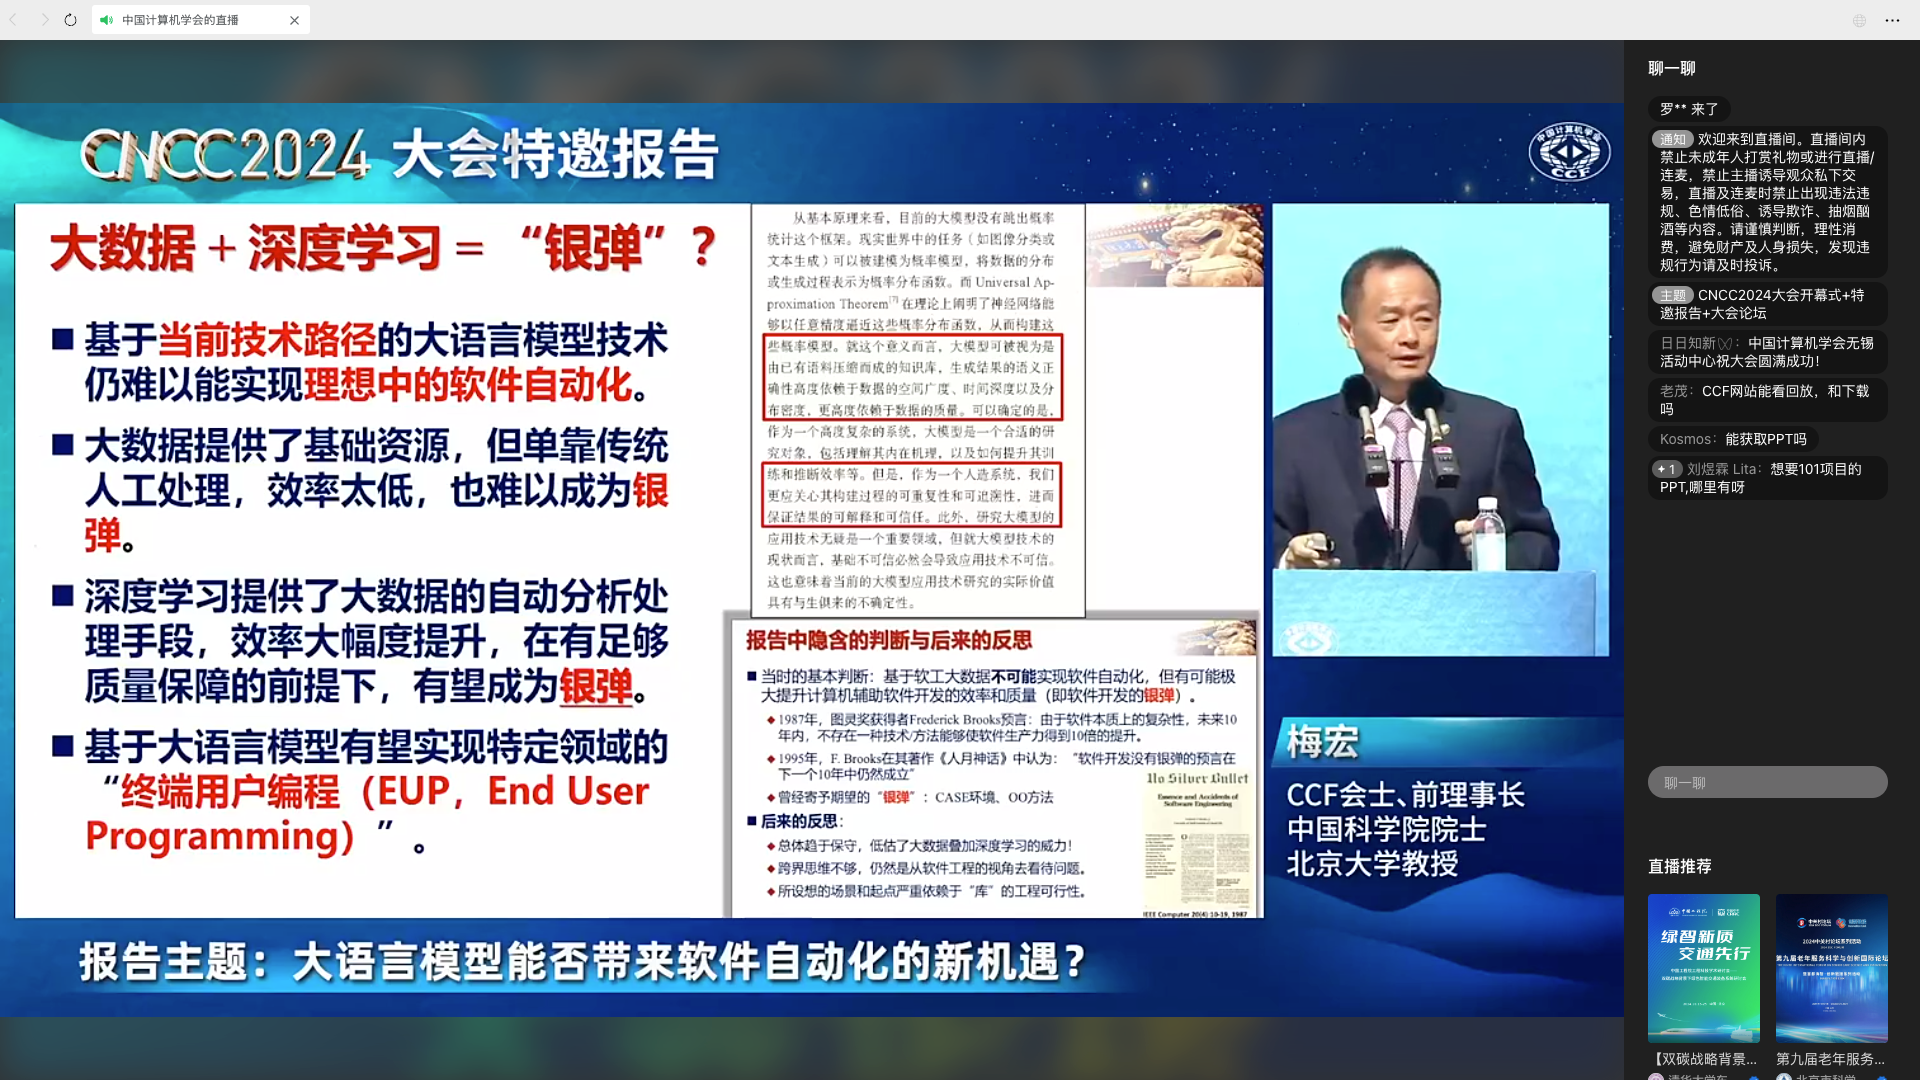 中国计算机学会的直播
CNCC2024 大会特邀报告
中国计算机学会
CCF
大数据 + 深度学习 = “银弹” ？
■ 基于当前技术路径的大语言模型技术
仍难以能实现理想中的软件自动化。
■ 大数据提供了基础资源，但单靠传统
人工处理，效率太低，也难以成为银
弹。
■ 深度学习提供了大数据的自动分析处
理手段，效率大幅度提升，在有足够
质量保障的前提下，有望成为银弹。
■ 基于大语言模型有望实现特定领域的
“终端用户编程（EUP，End User
Programming）”。
从基本原理来看，目前的大模型没有跳出概率
统计这个框架。现实世界中的任务（如图像分类或
文本生成）可以被建模为概率模型，将数据的分布
或生成过程表示为概率分布函数。而 Universal Ap-
proximation Theorem[7] 在理论上阐明了神经网络能
够以任意精度逼近这些概率分布函数，从而构建这
些概率模型。就这个意义而言，大模型可被视为是
由已有语料压缩而成的知识库，生成结果的语义正
确性高度依赖于数据的空间广度、时间深度以及分
布密度，更高度依赖于数据的质量。可以确定的是，
作为一个高度复杂的系统，大模型是一个合适的研
究对象，包括理解其内在机理，以及如何提升其训
练和推断效率等。但是，作为一个人造系统，我们
更应关心其构建过程的可重复性和可追溯性，进而
保证结果的可解释和可信任。此外，研究大模型的
应用技术无疑是一个重要领域，但就大模型技术的
现状而言，基础不可信必然会导致应用技术不可信。
这也意味着当前的大模型应用技术研究的实际价值
具有与生俱来的不确定性。
报告中隐含的判断与后来的反思
■ 当时的基本判断：基于软工大数据不可能实现软件自动化，但有可能极
大提升计算机辅助软件开发的效率和质量（即软件开发的银弹）。
◆ 1987年，图灵奖获得者Frederick Brooks预言：由于软件本质上的复杂性，未来10
年内，不存在一种技术/方法能够使软件生产力得到10倍的提升。
◆ 1995年，F. Brooks在其著作《人月神话》中认为：“软件开发没有银弹的预言在
下一个10年中仍然成立”
◆ 曾经寄予期望的“银弹”：CASE环境、OO方法
■ 后来的反思：
◆ 总体趋于保守，低估了大数据叠加深度学习的威力！
◆ 跨界思维不够，仍然是从软件工程的视角去看待问题。
◆ 所设想的场景和起点严重依赖于“库”的工程可行性。
No Silver Bullet
Essence and Accidents of
Software Engineering
IEEE Computer 20(4) 10-19, 1987
梅宏
CCF会士、前理事长
中国科学院院士
北京大学教授
报告主题：大语言模型能否带来软件自动化的新机遇？
聊一聊
罗** 来了
通知 欢迎来到直播间。直播间内
禁止未成年人打赏礼物或进行直播/
连麦，禁止主播诱导观众私下交
易，直播及连麦时禁止出现违法违
规、色情低俗、诱导欺诈、抽烟酗
酒等内容。请谨慎判断，理性消
费，避免财产及人身损失，发现违
规行为请及时投诉。
主题 CNCC2024大会开幕式+特
邀报告+大会论坛
日日知新：中国计算机学会无锡
活动中心祝大会圆满成功！
老茂：CCF网站能看回放，和下载
吗
Kosmos：能获取PPT吗
+1 刘煜霖 Lita：想要101项目的
PPT,哪里有呀
聊一聊
直播推荐
绿智新质
交通先行
2024中关村论坛系列活动
第九届老年服务科学与创新国际论坛
【双碳战略背景...
第九届老年服务...